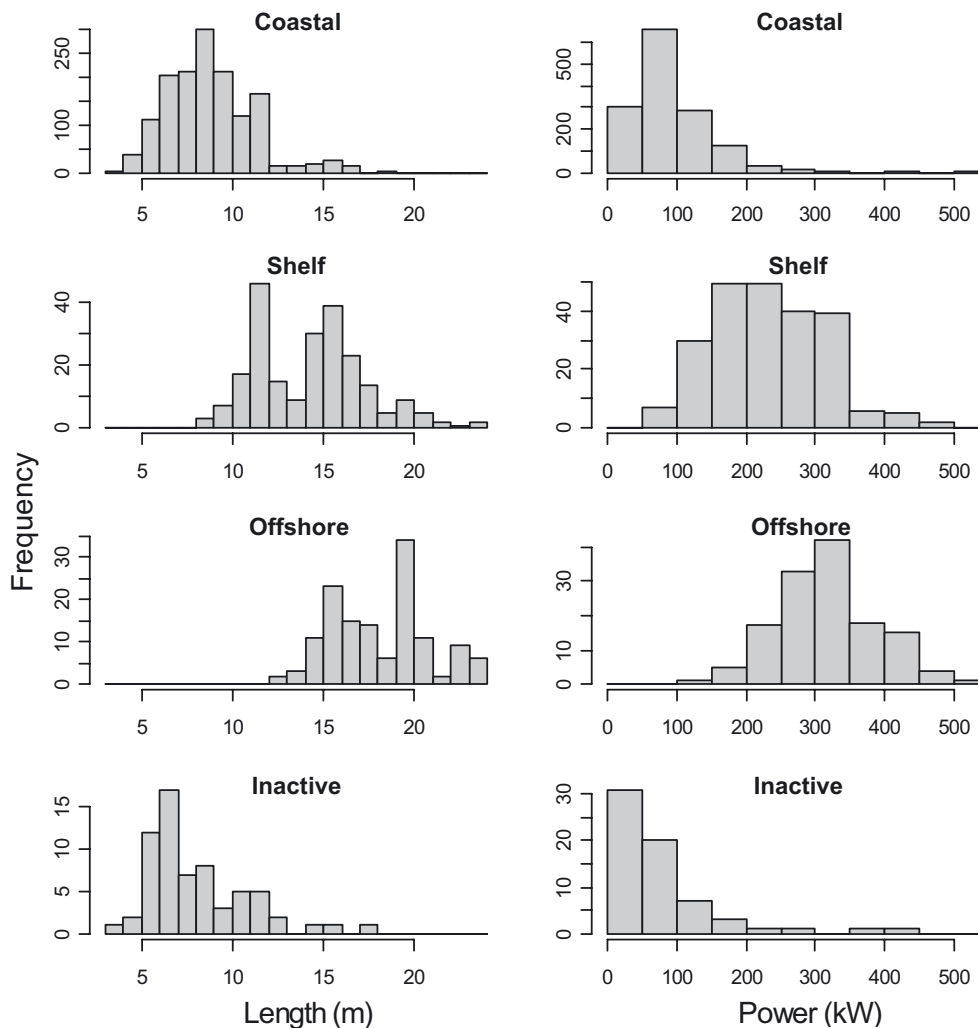 Coastal
Coastal
0 100 250
5 10 15 20
0 200 500
0 100 200 300 400 500
Shelf
Shelf
0 20 40
5 10 15 20
0 20 40
0 100 200 300 400 500
Offshore
Offshore
Frequency
0 10 20 30
5 10 15 20
0 10 30
0 100 200 300 400 500
Inactive
Inactive
0 5 10 15
5 10 15 20
0 10 20 30
0 100 200 300 400 500
Length (m)
Power (kW)